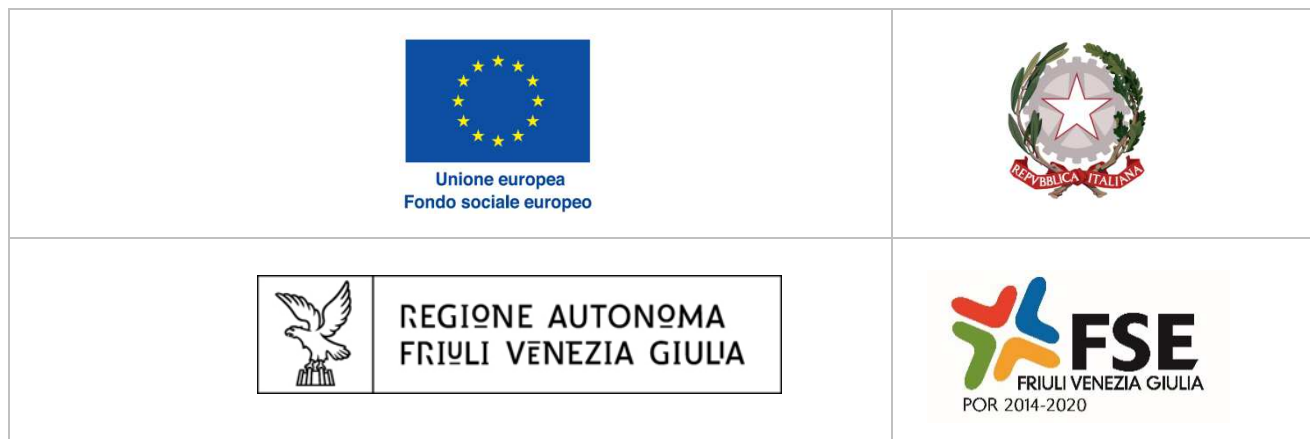 Unione europea
Fondo sociale europeo
REPVBBLICA ITALIANA
REGIONE AUTONOMA
FRIULI VENEZIA GIULIA
FSE
FRIULI VENEZIA GIULIA
POR 2014-2020